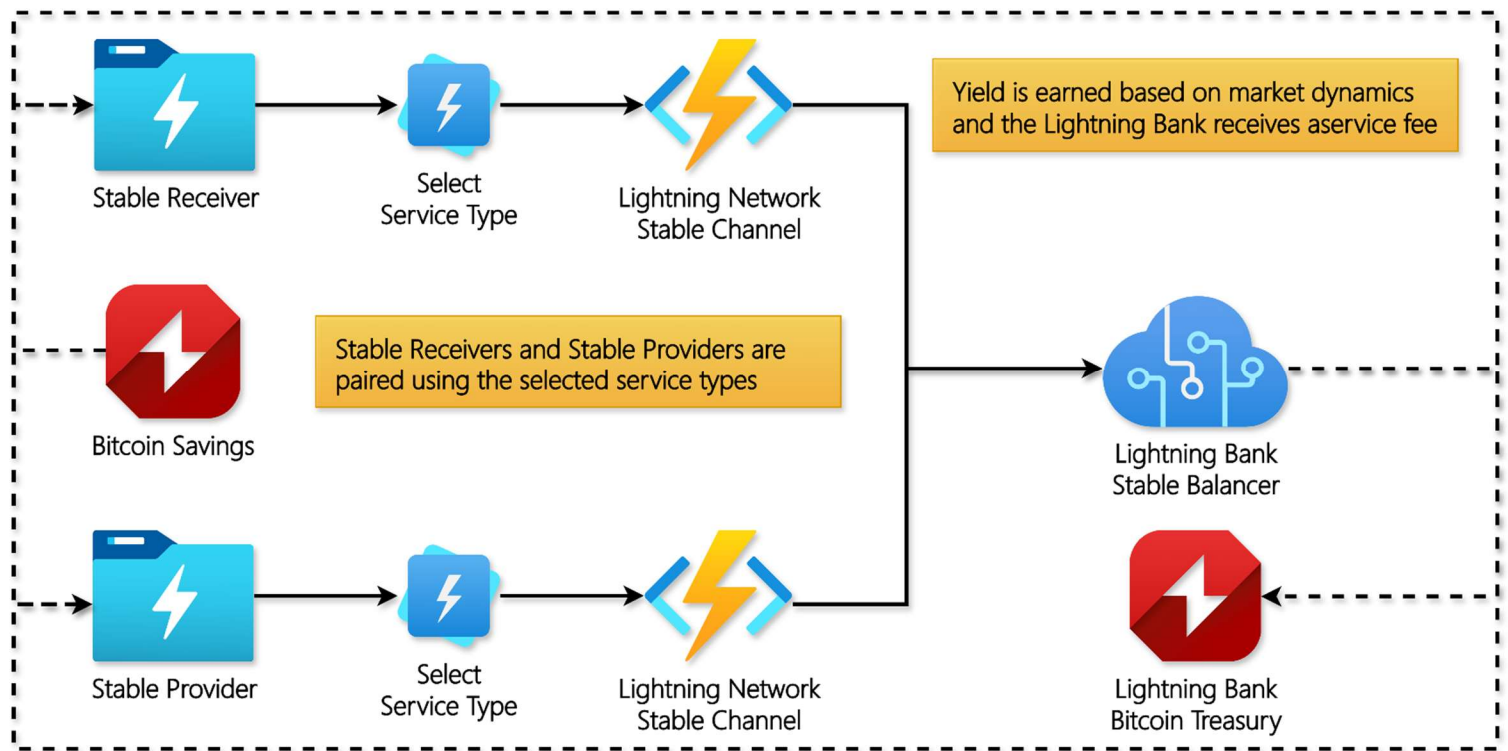 Yield is earned based on market dynamics
and the Lightning Bank receives aservice fee
Stable Receiver
Select
Service Type
Lightning Network
Stable Channel
Bitcoin Savings
Stable Receivers and Stable Providers are
paired using the selected service types
Lightning Bank
Stable Balancer
Stable Provider
Select
Service Type
Lightning Network
Stable Channel
Lightning Bank
Bitcoin Treasury